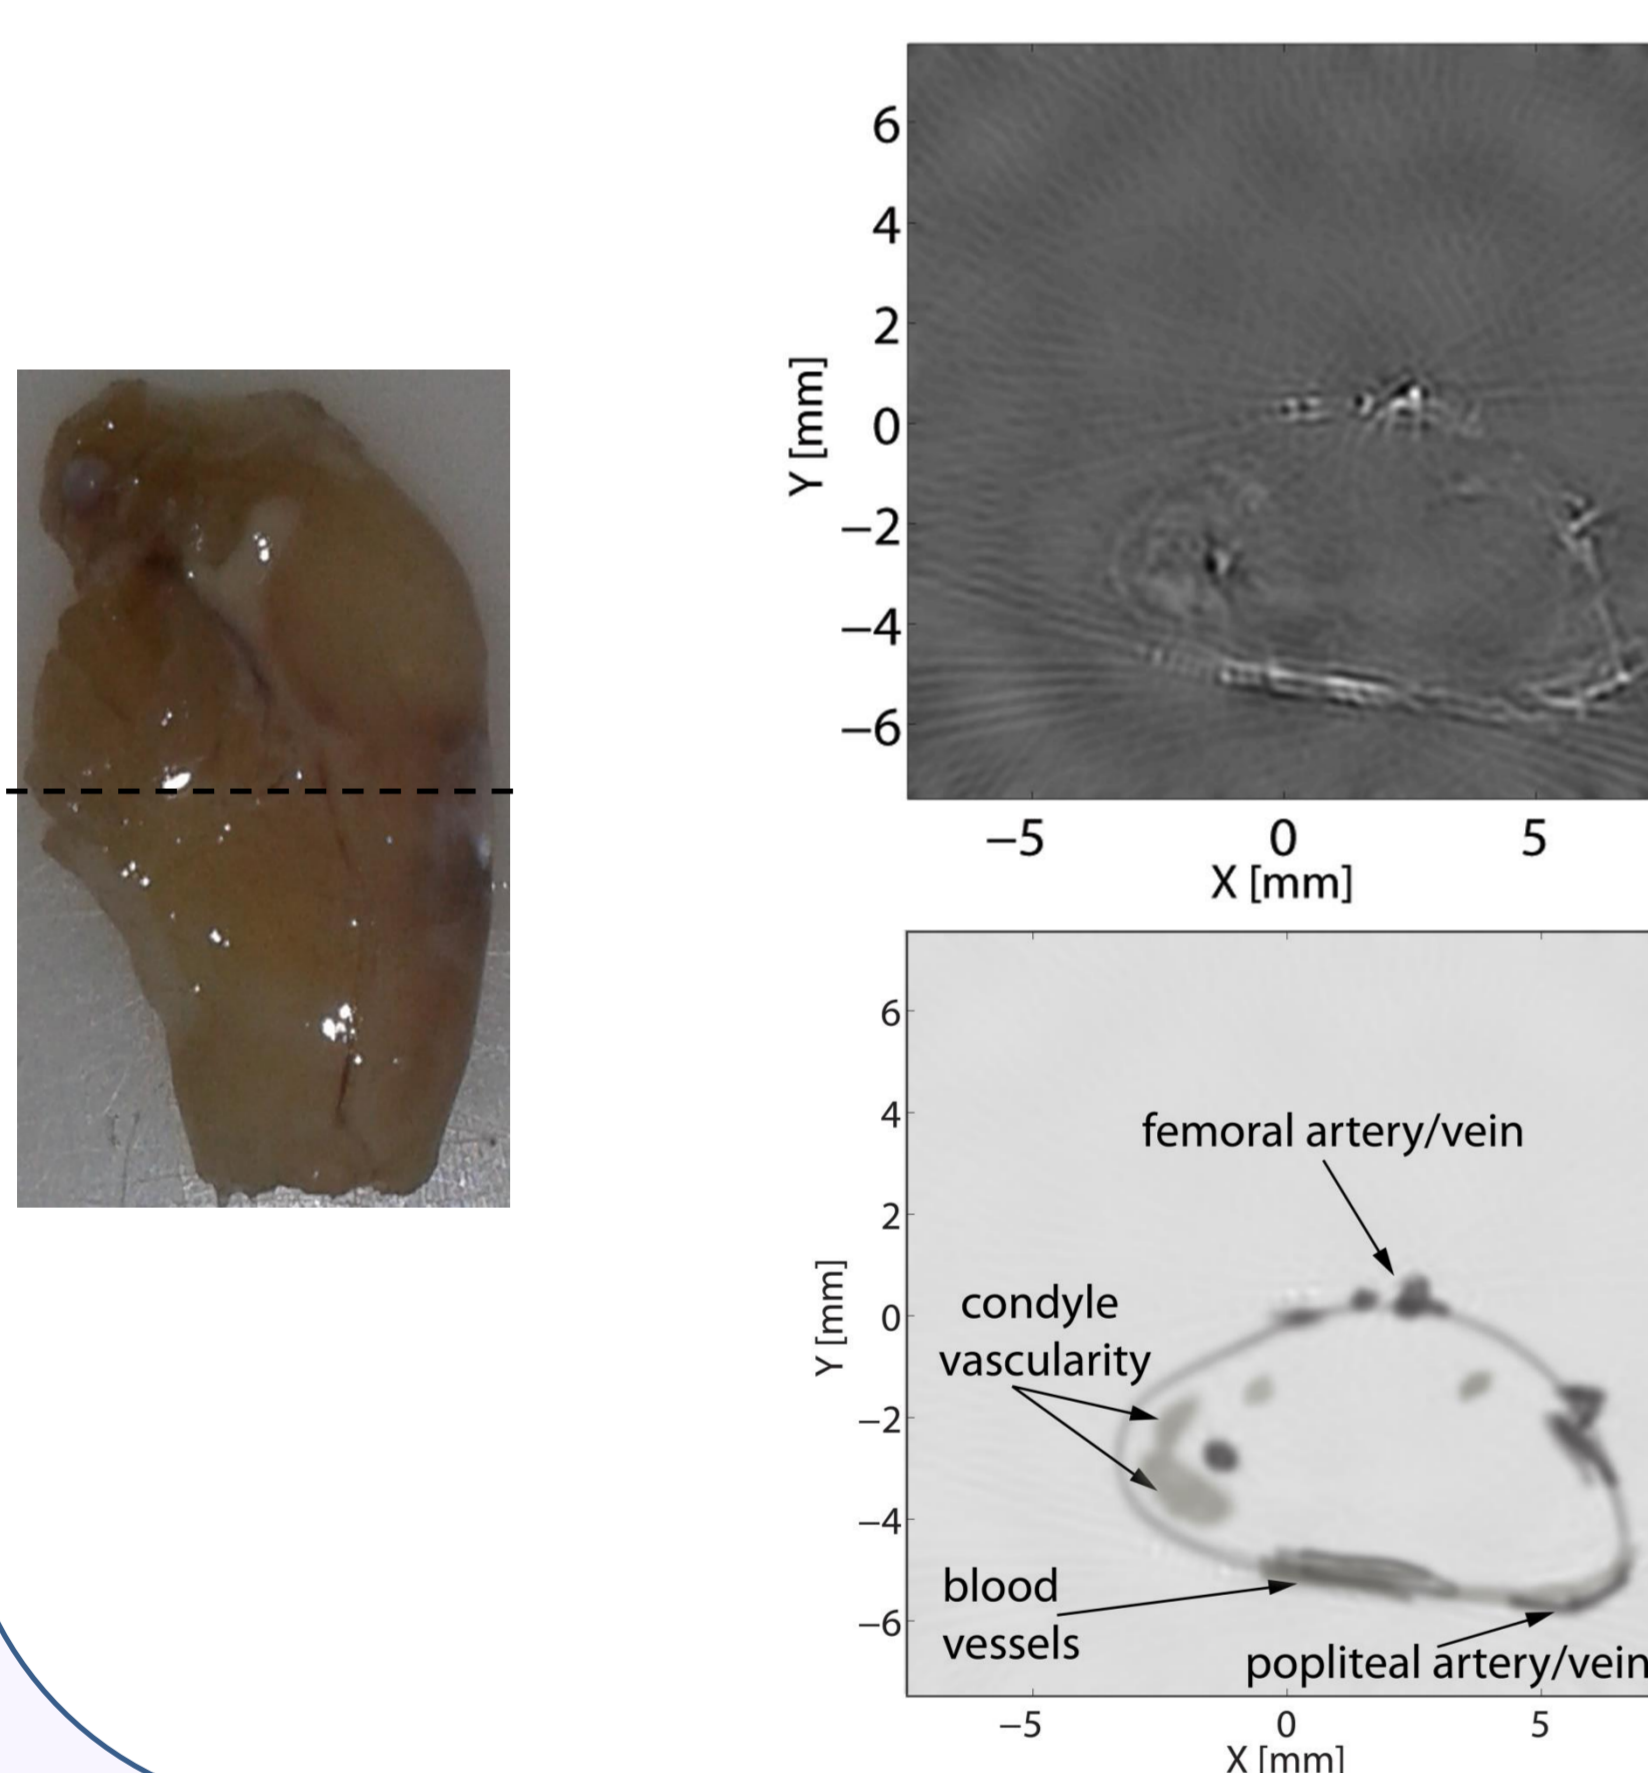 6
4
2
0
−2
−4
−6
Y [mm]
−5 0 5
X [mm]
6
4
2
0
−2
−4
−6
Y [mm]
femoral artery/vein
condyle
vascularity
blood
vessels
popliteal artery/vein
−5 0 5
X [mm]